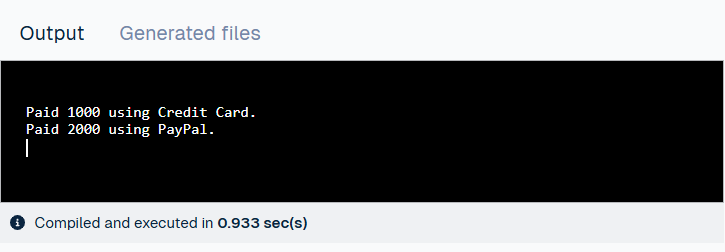 Output Generated files
Paid 1000 using Credit Card.
Paid 2000 using PayPal.
Compiled and executed in 0.933 sec(s)